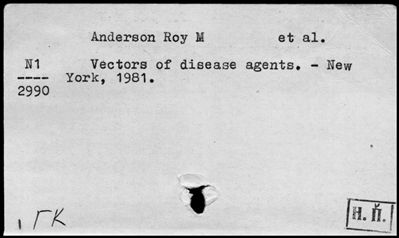 Anderson Roy M et al.
N1 Vectors of disease agents. - New
---- York, 1981.
2990
ГК
Н. П.